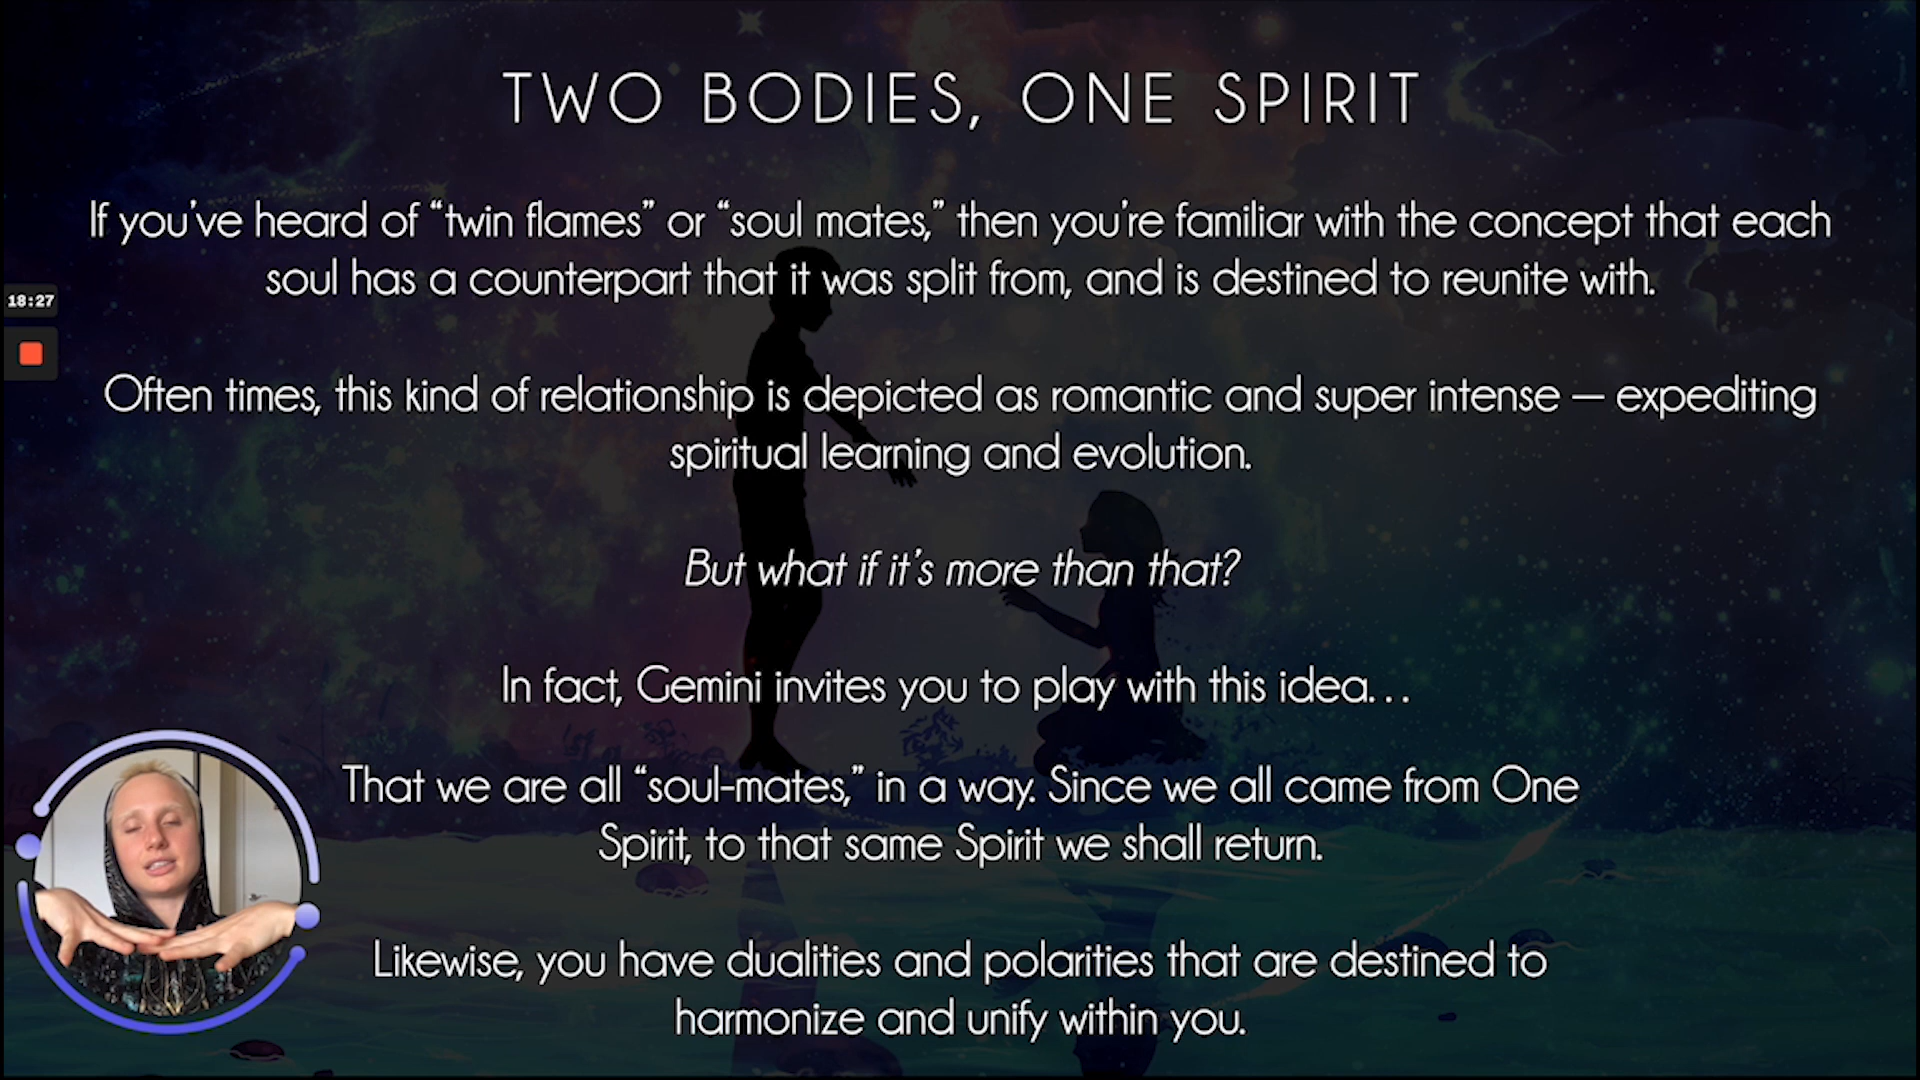 TWO BODIES, ONE SPIRIT
If you’ve heard of “twin flames” or “soul mates,” then you’re familiar with the concept that each
soul has a counterpart that it was split from, and is destined to reunite with.
18:27
Often times, this kind of relationship is depicted as romantic and super intense — expediting
spiritual learning and evolution.
But what if it’s more than that?
In fact, Gemini invites you to play with this idea...
That we are all “soul-mates,” in a way. Since we all came from One
Spirit, to that same Spirit we shall return.
Likewise, you have dualities and polarities that are destined to
harmonize and unify within you.